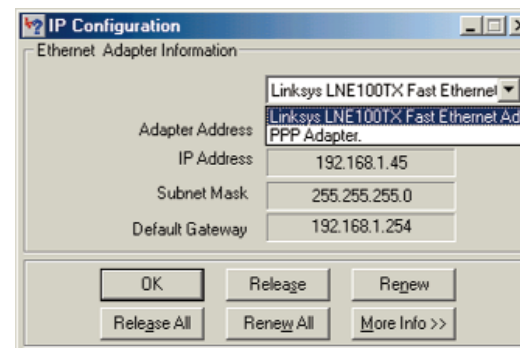 IP Configuration
Ethernet Adapter Information
Linksys LNE100TX Fast Ethernet
Linksys LNE100TX Fast Ethernet Ad
PPP Adapter.
Adapter Address
IP Address 192.168.1.45
Subnet Mask 255.255.255.0
Default Gateway 192.168.1.254
OK Release Renew
Release All Renew All More Info >>